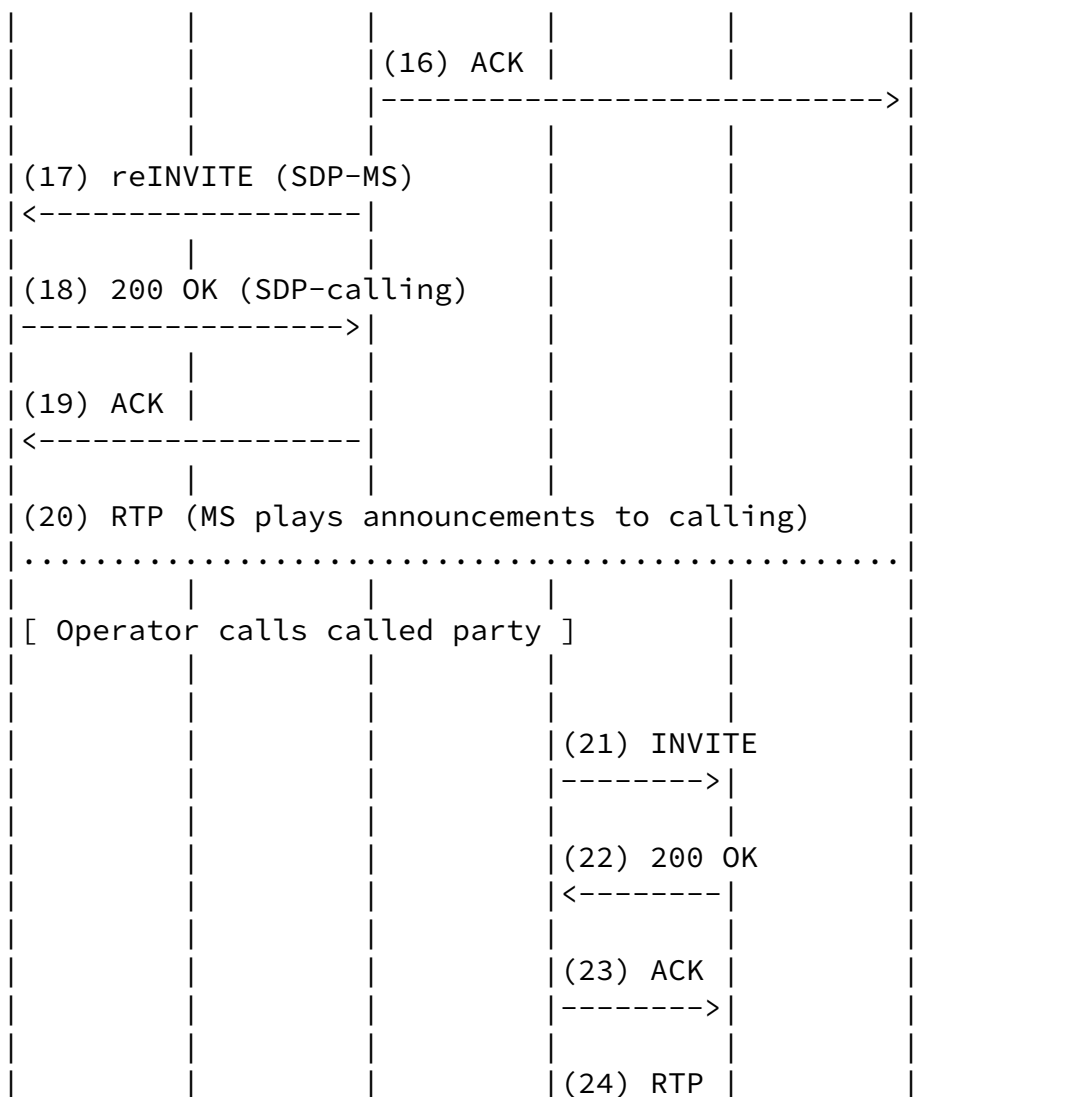 (16) ACK
---------------------------->
(17) reINVITE (SDP-MS)
<------------------
(18) 200 OK (SDP-calling)
------------------>
(19) ACK
<------------------
(20) RTP (MS plays announcements to calling)
.................................................
[ Operator calls called party ]
(21) INVITE
-------->
(22) 200 OK
<--------
(23) ACK
-------->
(24) RTP